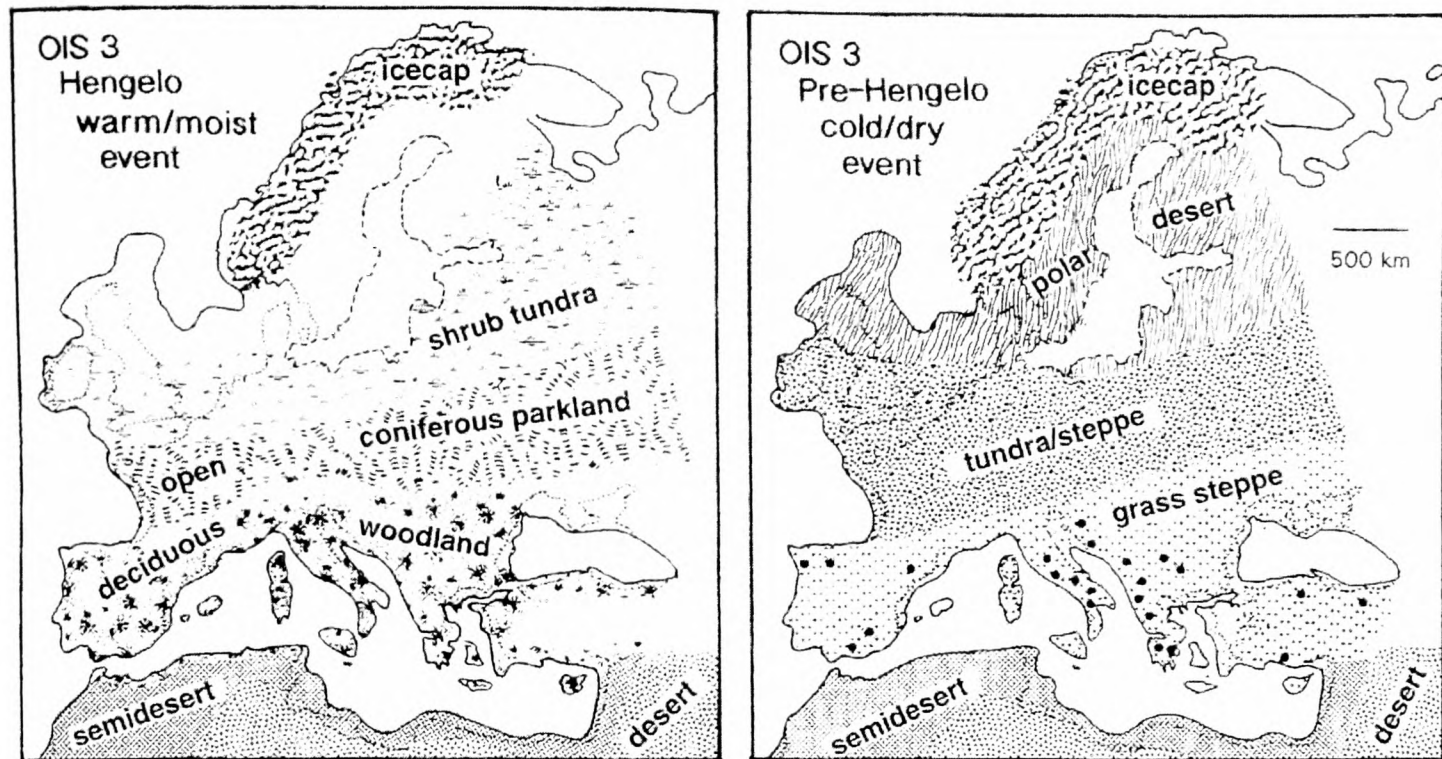 OIS 3
Hengelo
warm/moist
event
icecap
shrub tundra
coniferous parkland
open
woodland
deciduous
semidesert
desert
OIS 3
Pre-Hengelo
cold/dry
event
icecap
desert
polar
500 km
tundra/steppe
grass steppe
semidesert
desert